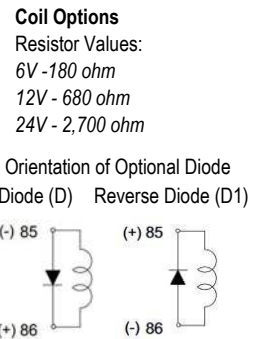 Coil Options
Resistor Values:
6V -180 ohm
12V - 680 ohm
24V - 2,700 ohm
Orientation of Optional Diode
Diode (D) Reverse Diode (D1)
(-) 85 (+) 85
(+) 86 (-) 86